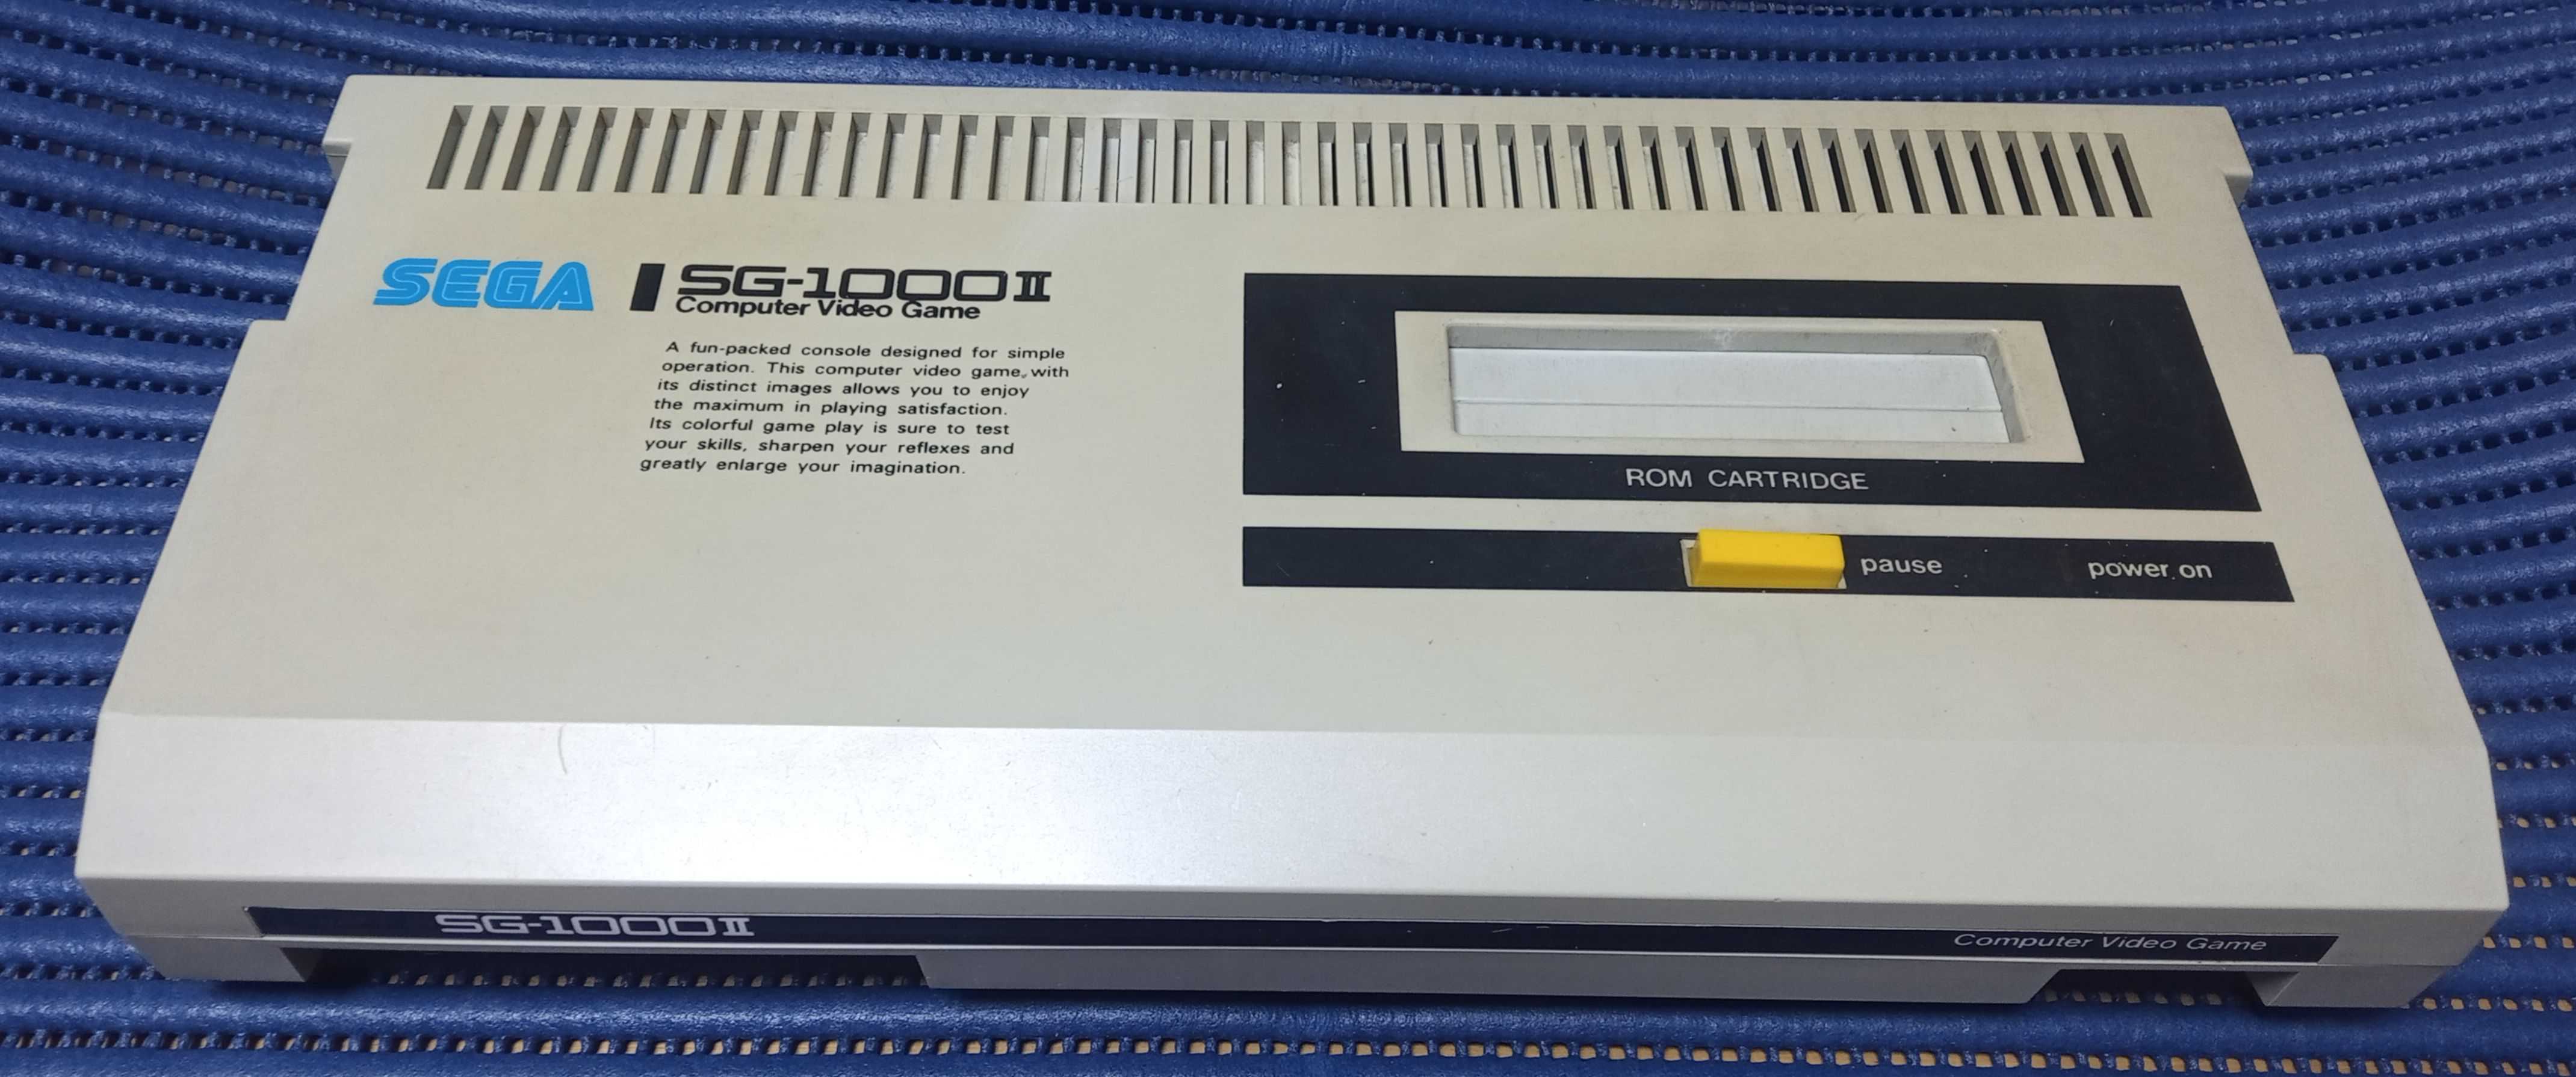 SEGA
SG-1000II
Computer Video Game
A fun-packed console designed for simple
operation. This computer video game, with
its distinct images allows you to enjoy
the maximum in playing satisfaction.
Its colorful game play is sure to test
your skills, sharpen your reflexes and
greatly enlarge your imagination.
ROM CARTRIDGE
pause
power on
SG-1000II
Computer Video Game